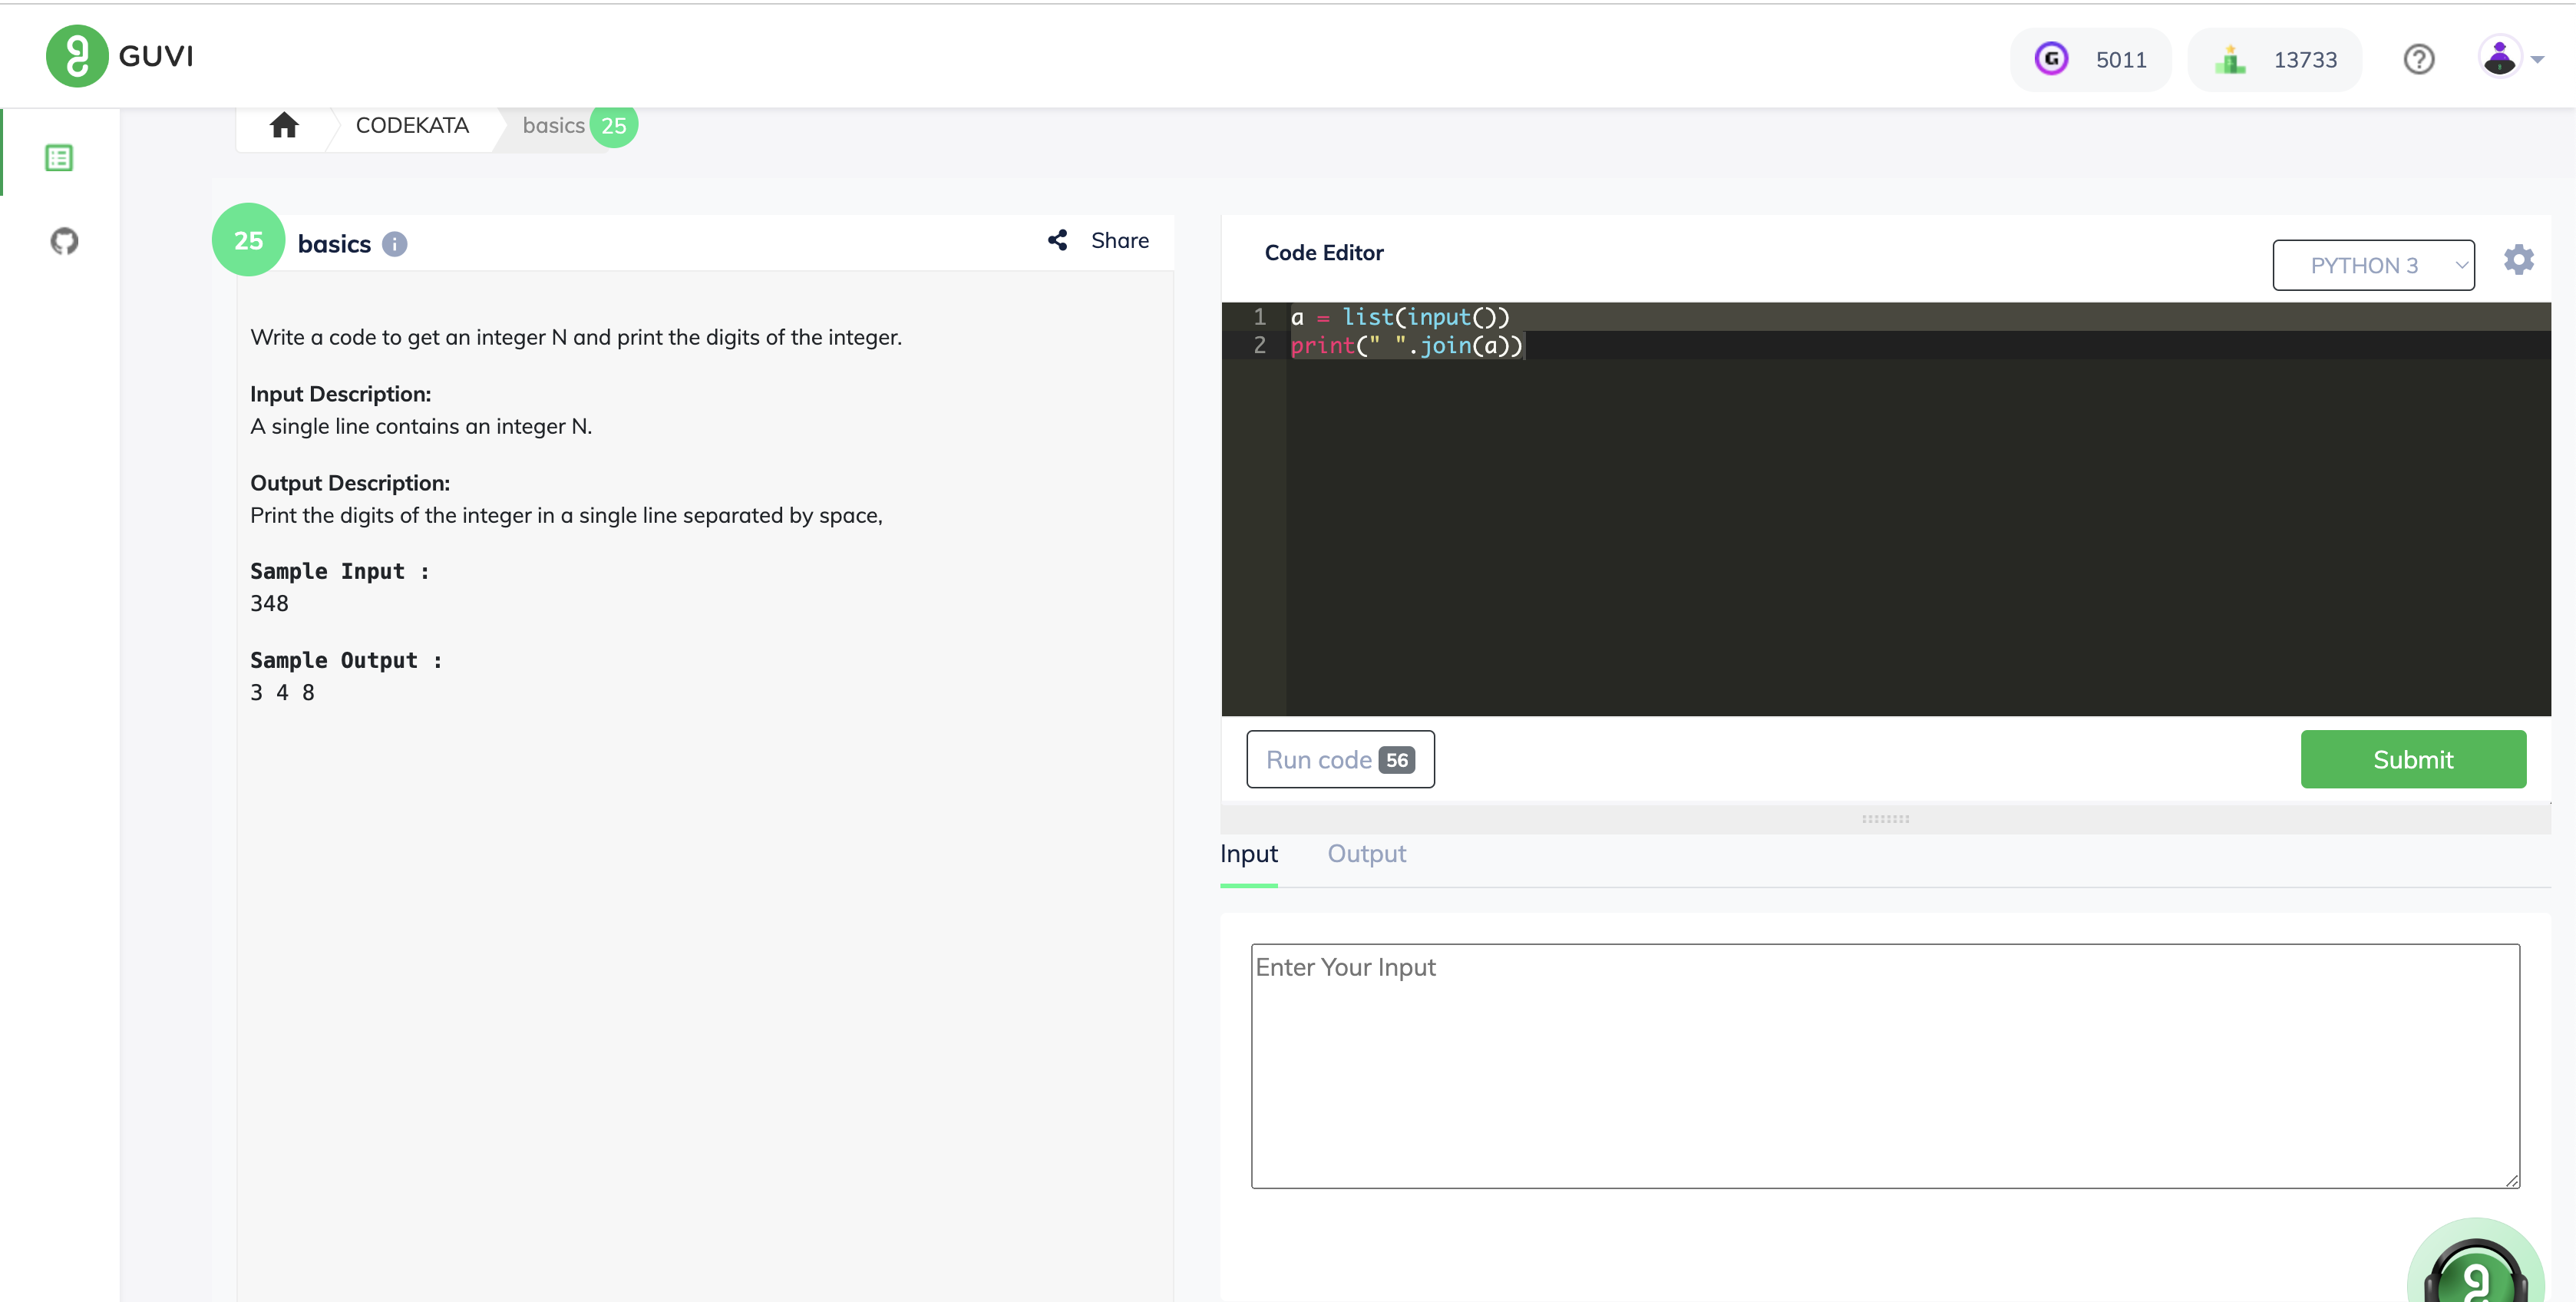 GUVI
5011
13733
CODEKATA
basics 25
25 basics
Share
Write a code to get an integer N and print the digits of the integer.
Input Description:
A single line contains an integer N.
Output Description:
Print the digits of the integer in a single line separated by space,
Sample Input :
348
Sample Output :
3 4 8
Code Editor
PYTHON 3
1 a = list(input())
2 print(" ".join(a))
Run code 56
Submit
Input
Output
Enter Your Input